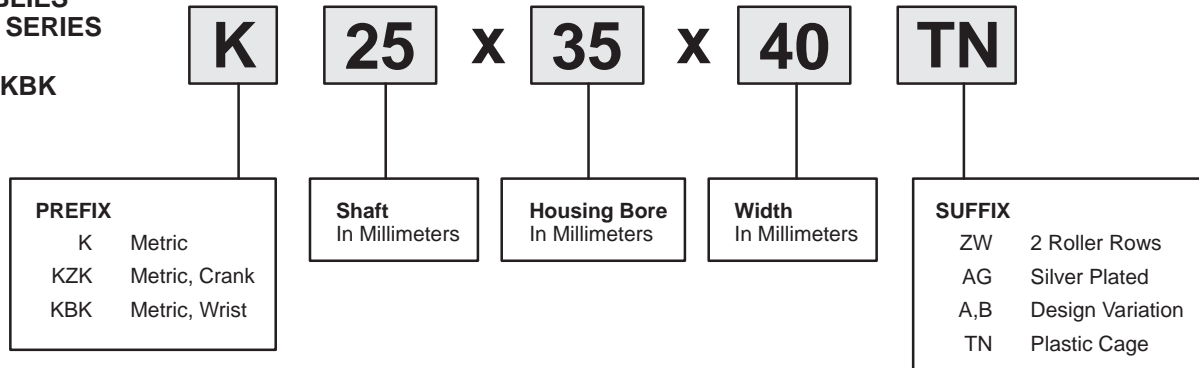 SERIES
KBK
K 25 x 35 x 40 TN
PREFIX
K Metric
KZK Metric, Crank
KBK Metric, Wrist
Shaft
In Millimeters
Housing Bore
In Millimeters
Width
In Millimeters
SUFFIX
ZW 2 Roller Rows
AG Silver Plated
A,B Design Variation
TN Plastic Cage